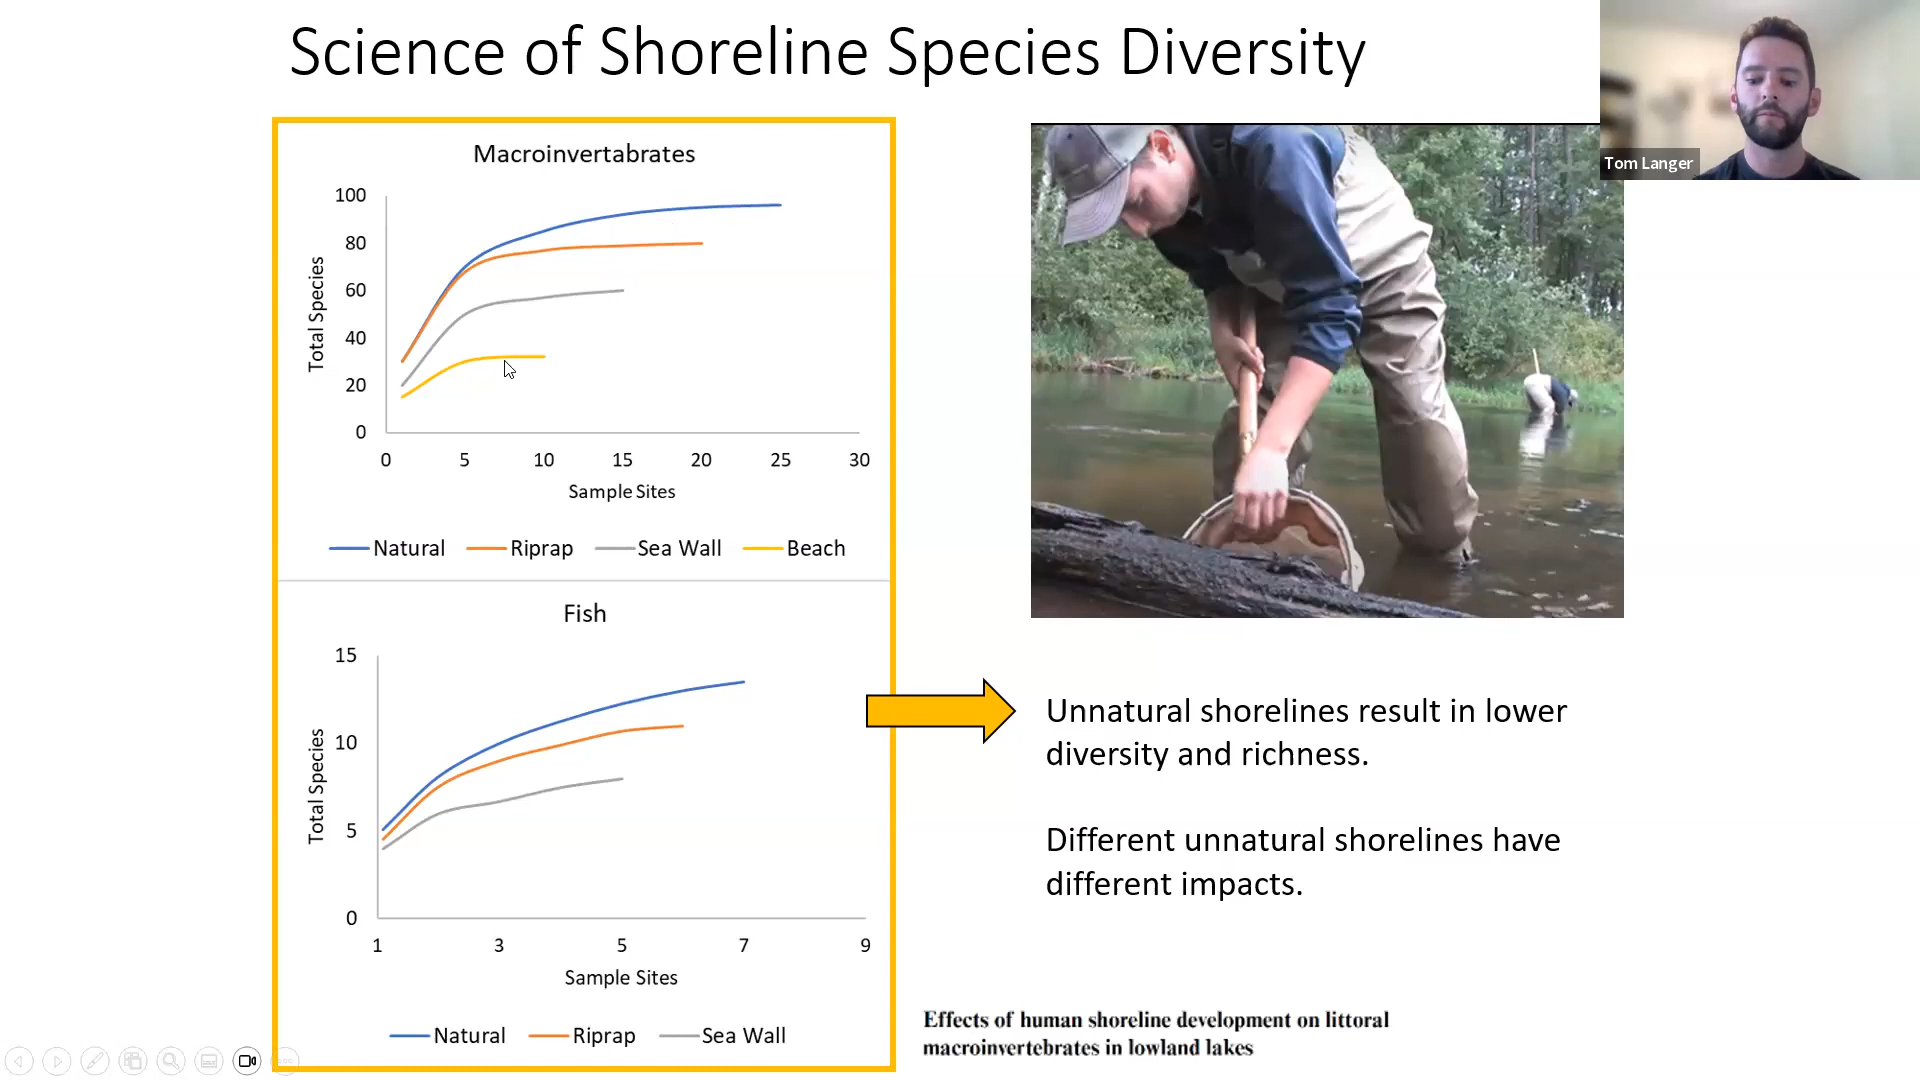 Science of Shoreline Species Diversity
Tom Langer
Macroinvertabrates
100
80
60
40
20
0
Total Species
0 5 10 15 20 25 30
Sample Sites
Natural Riprap Sea Wall Beach
Fish
15
10
5
0
Total Species
1 3 5 7 9
Sample Sites
Natural Riprap Sea Wall
Unnatural shorelines result in lower
diversity and richness.
Different unnatural shorelines have
different impacts.
Effects of human shoreline development on littoral
macroinvertebrates in lowland lakes